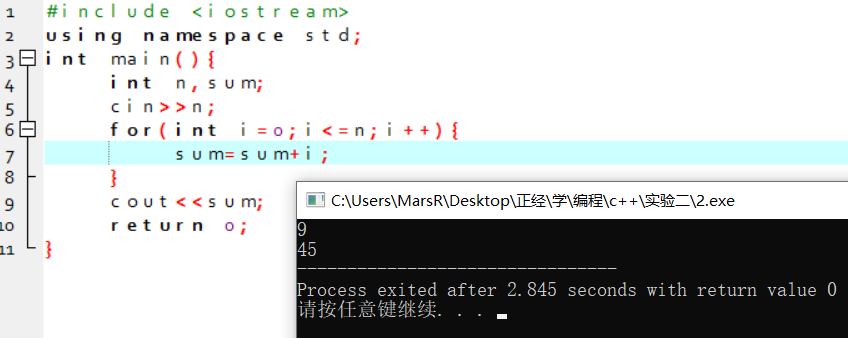 1 #include <iostream>
2 using namespace std;
3 int main(){
4 int n,sum;
5 cin>>n;
6 for(int i=0;i<=n;i++){
7 sum=sum+i;
8 }
9 cout<<sum;
10 return 0;
11 }
C:\Users\MarsR\Desktop\正经\学\编程\c++\实验二\2.exe
9
45
--------------------------------
Process exited after 2.845 seconds with return value 0
请按任意键继续. . .